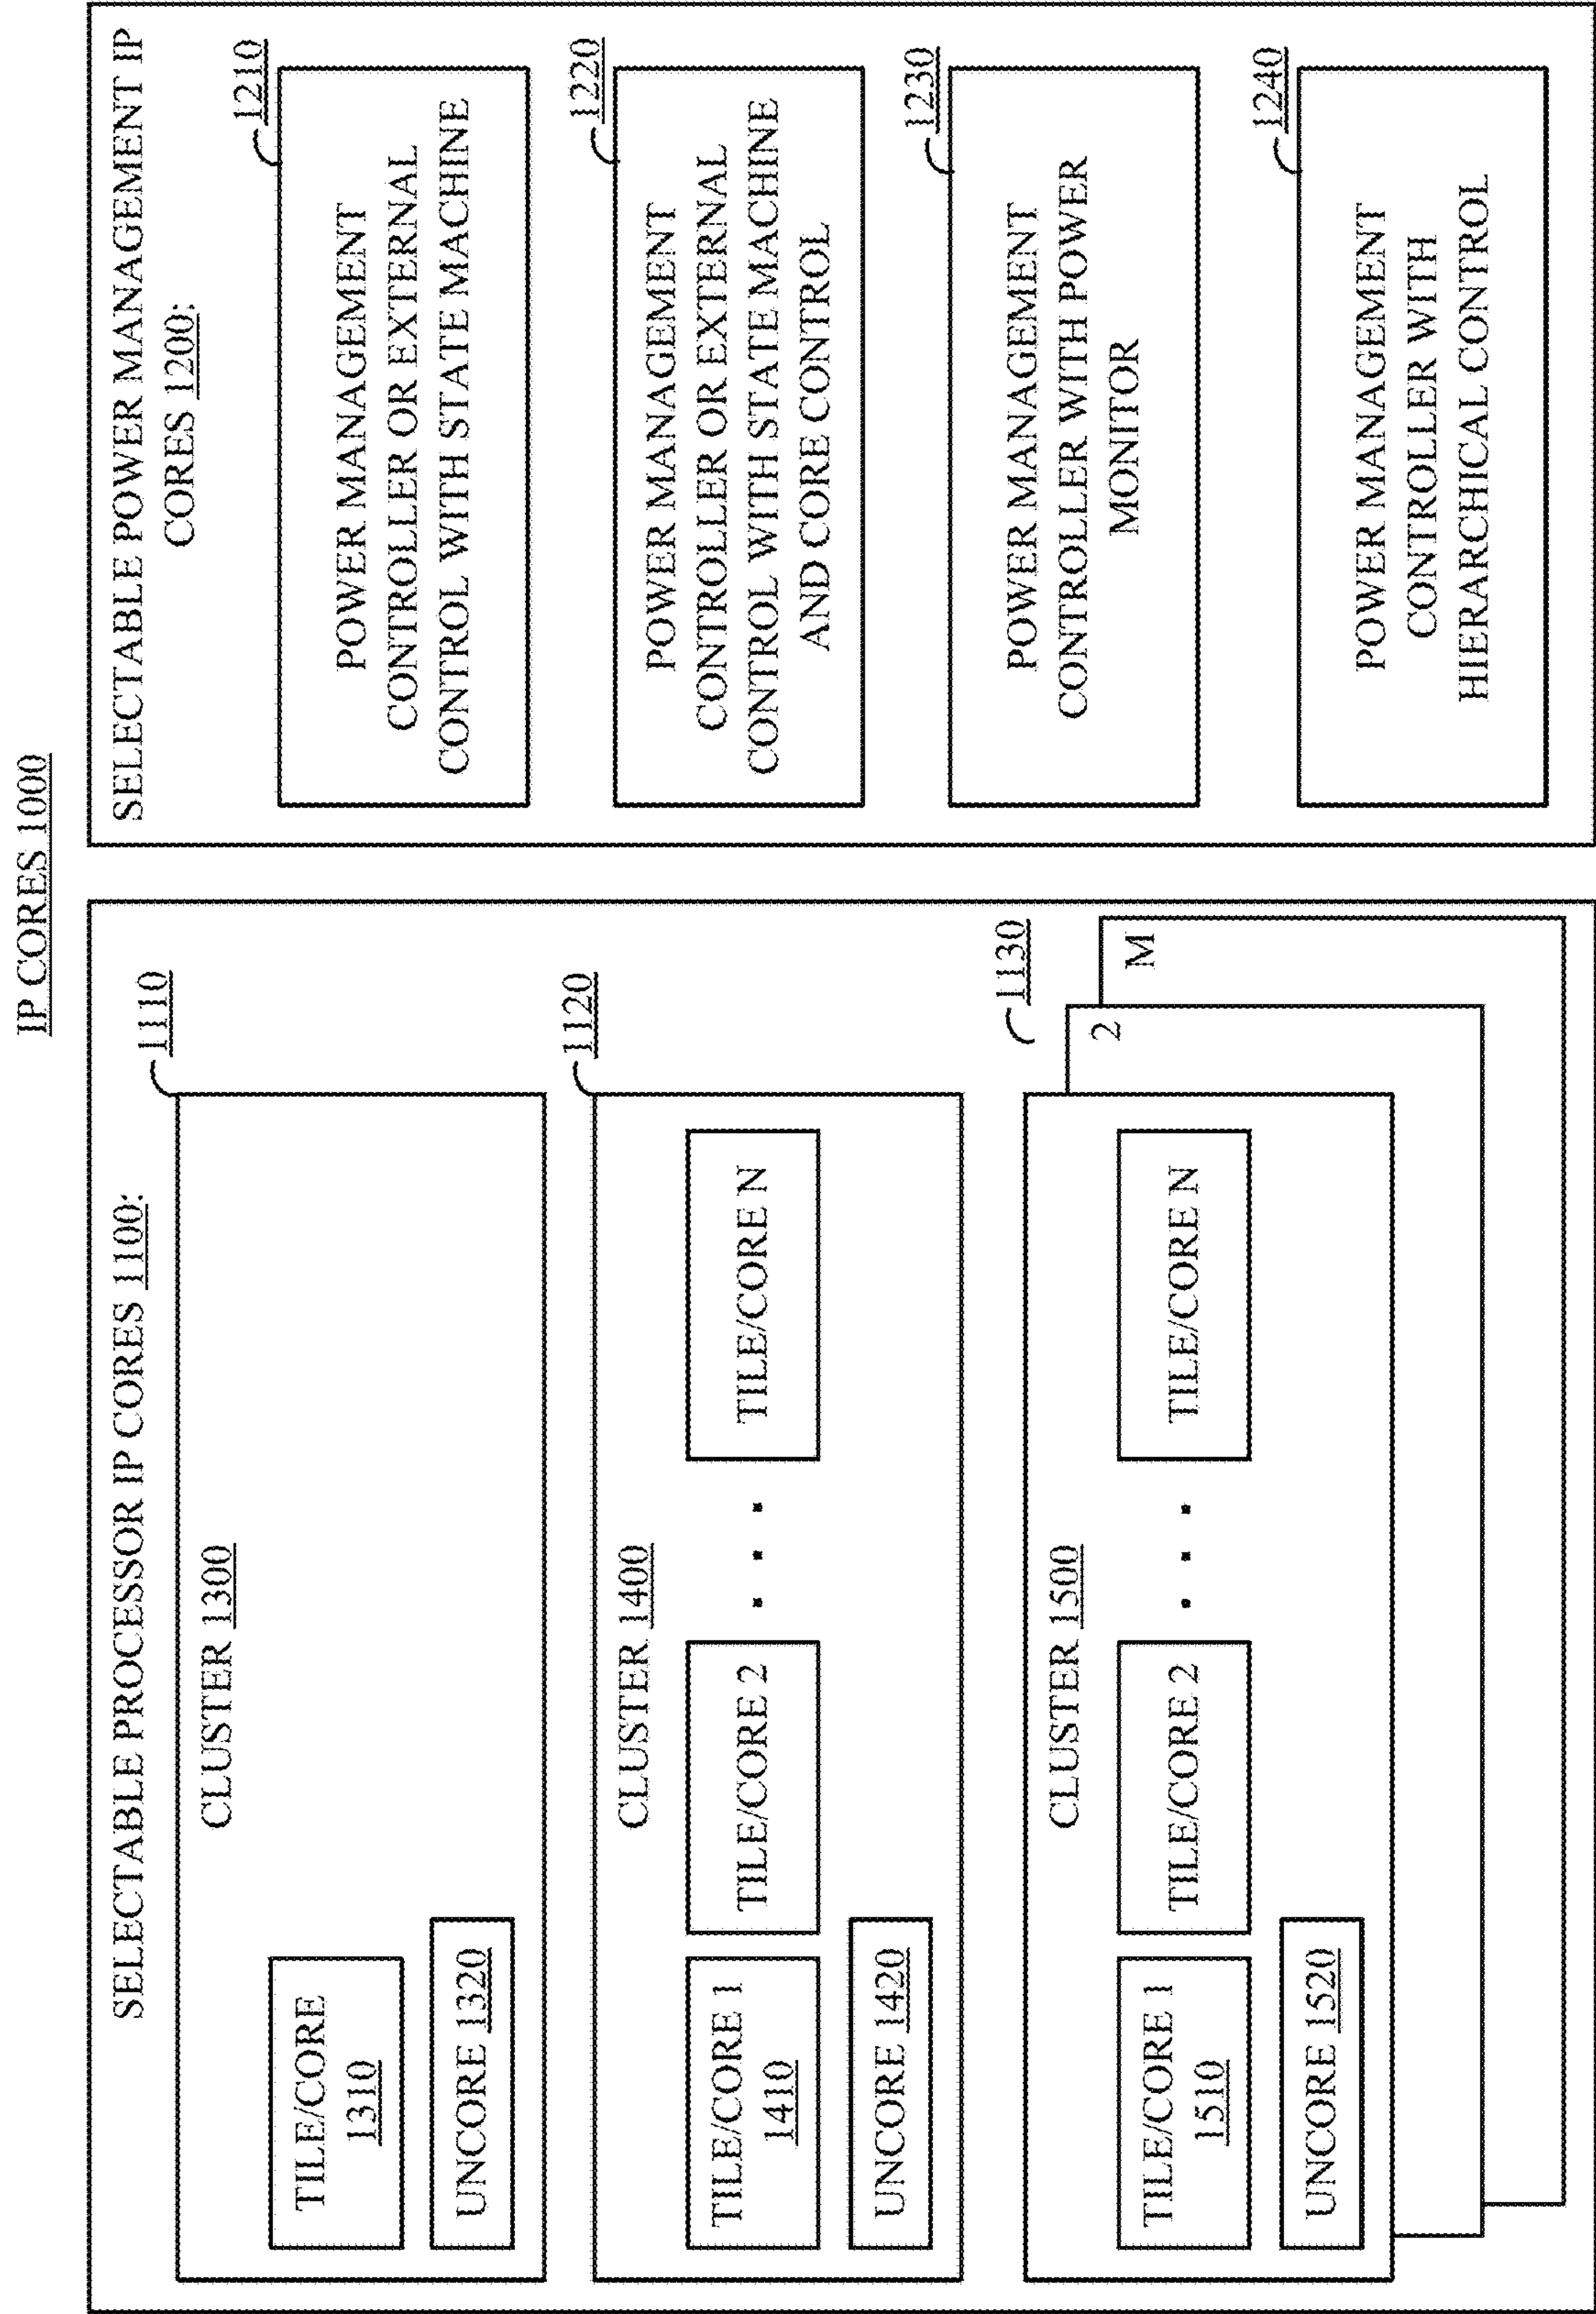 IP CORES 1000
SELECTABLE PROCESSOR IP CORES 1100:
1110
CLUSTER 1300
TILE/CORE
1310
UNCORE 1320
1120
CLUSTER 1400
TILE/CORE 1
1410
TILE/CORE 2
TILE/CORE N
UNCORE 1420
1130
CLUSTER 1500
TILE/CORE 1
1510
TILE/CORE 2
TILE/CORE N
UNCORE 1520
2
M
SELECTABLE POWER MANAGEMENT IP
CORES 1200:
1210
POWER MANAGEMENT
CONTROLLER OR EXTERNAL
CONTROL WITH STATE MACHINE
1220
POWER MANAGEMENT
CONTROLLER OR EXTERNAL
CONTROL WITH STATE MACHINE
AND CORE CONTROL
1230
POWER MANAGEMENT
CONTROLLER WITH POWER
MONITOR
1240
POWER MANAGEMENT
CONTROLLER WITH
HIERARCHICAL CONTROL